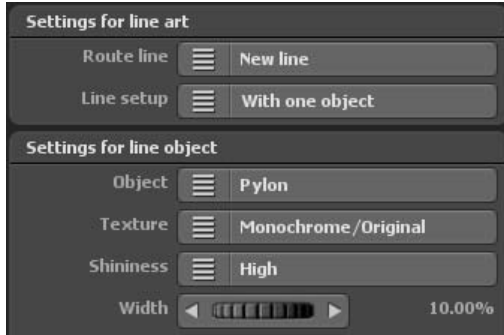 Settings for line art
Route line New line
Line setup With one object
Settings for line object
Object Pylon
Texture Monochrome/Original
Shininess High
Width 10.00%